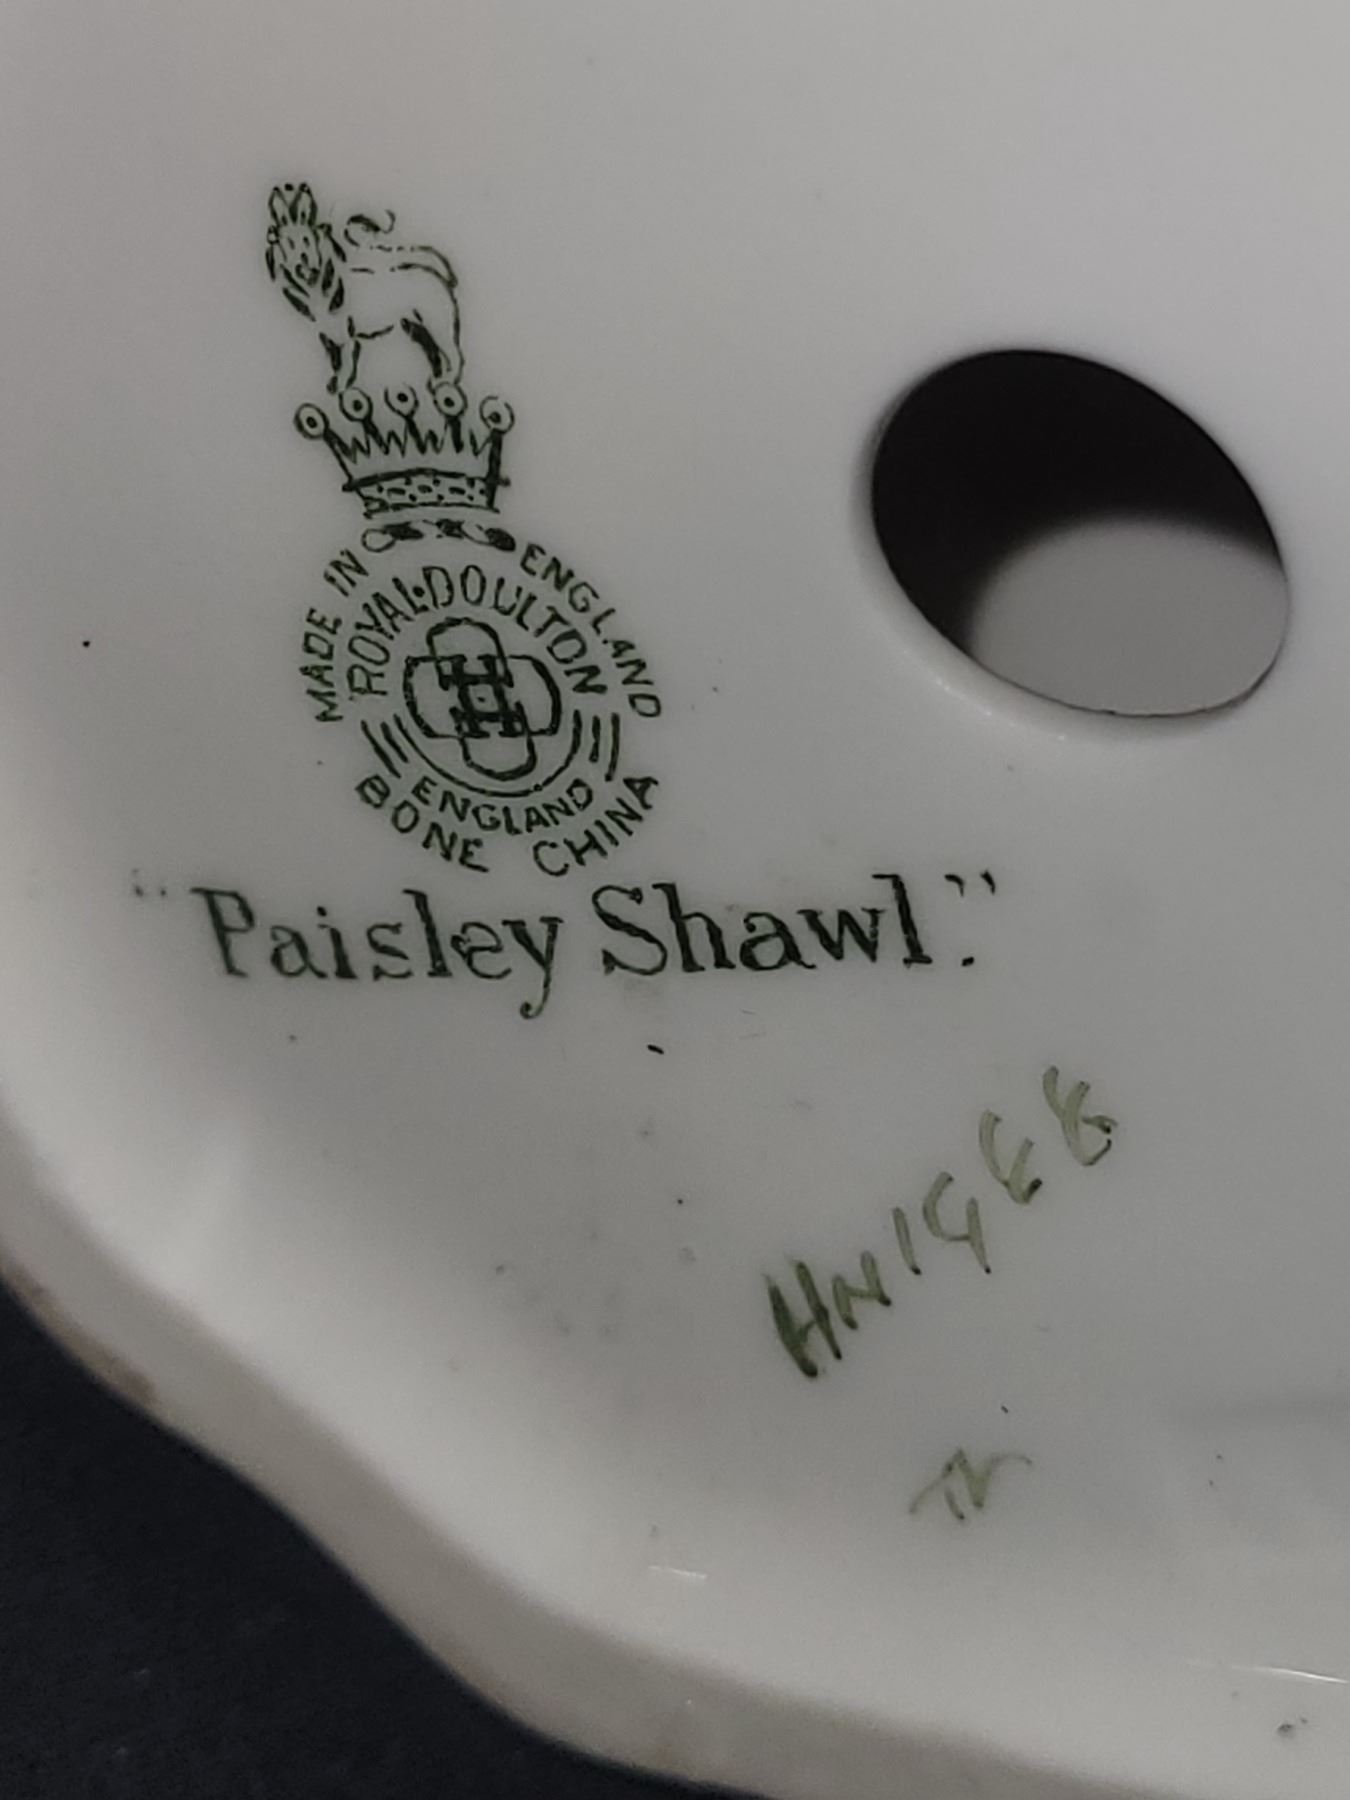 MADE IN ENGLAND
ROYAL·DOULTON
ENGLAND
BONE CHINA
"Paisley Shawl."
HN1988